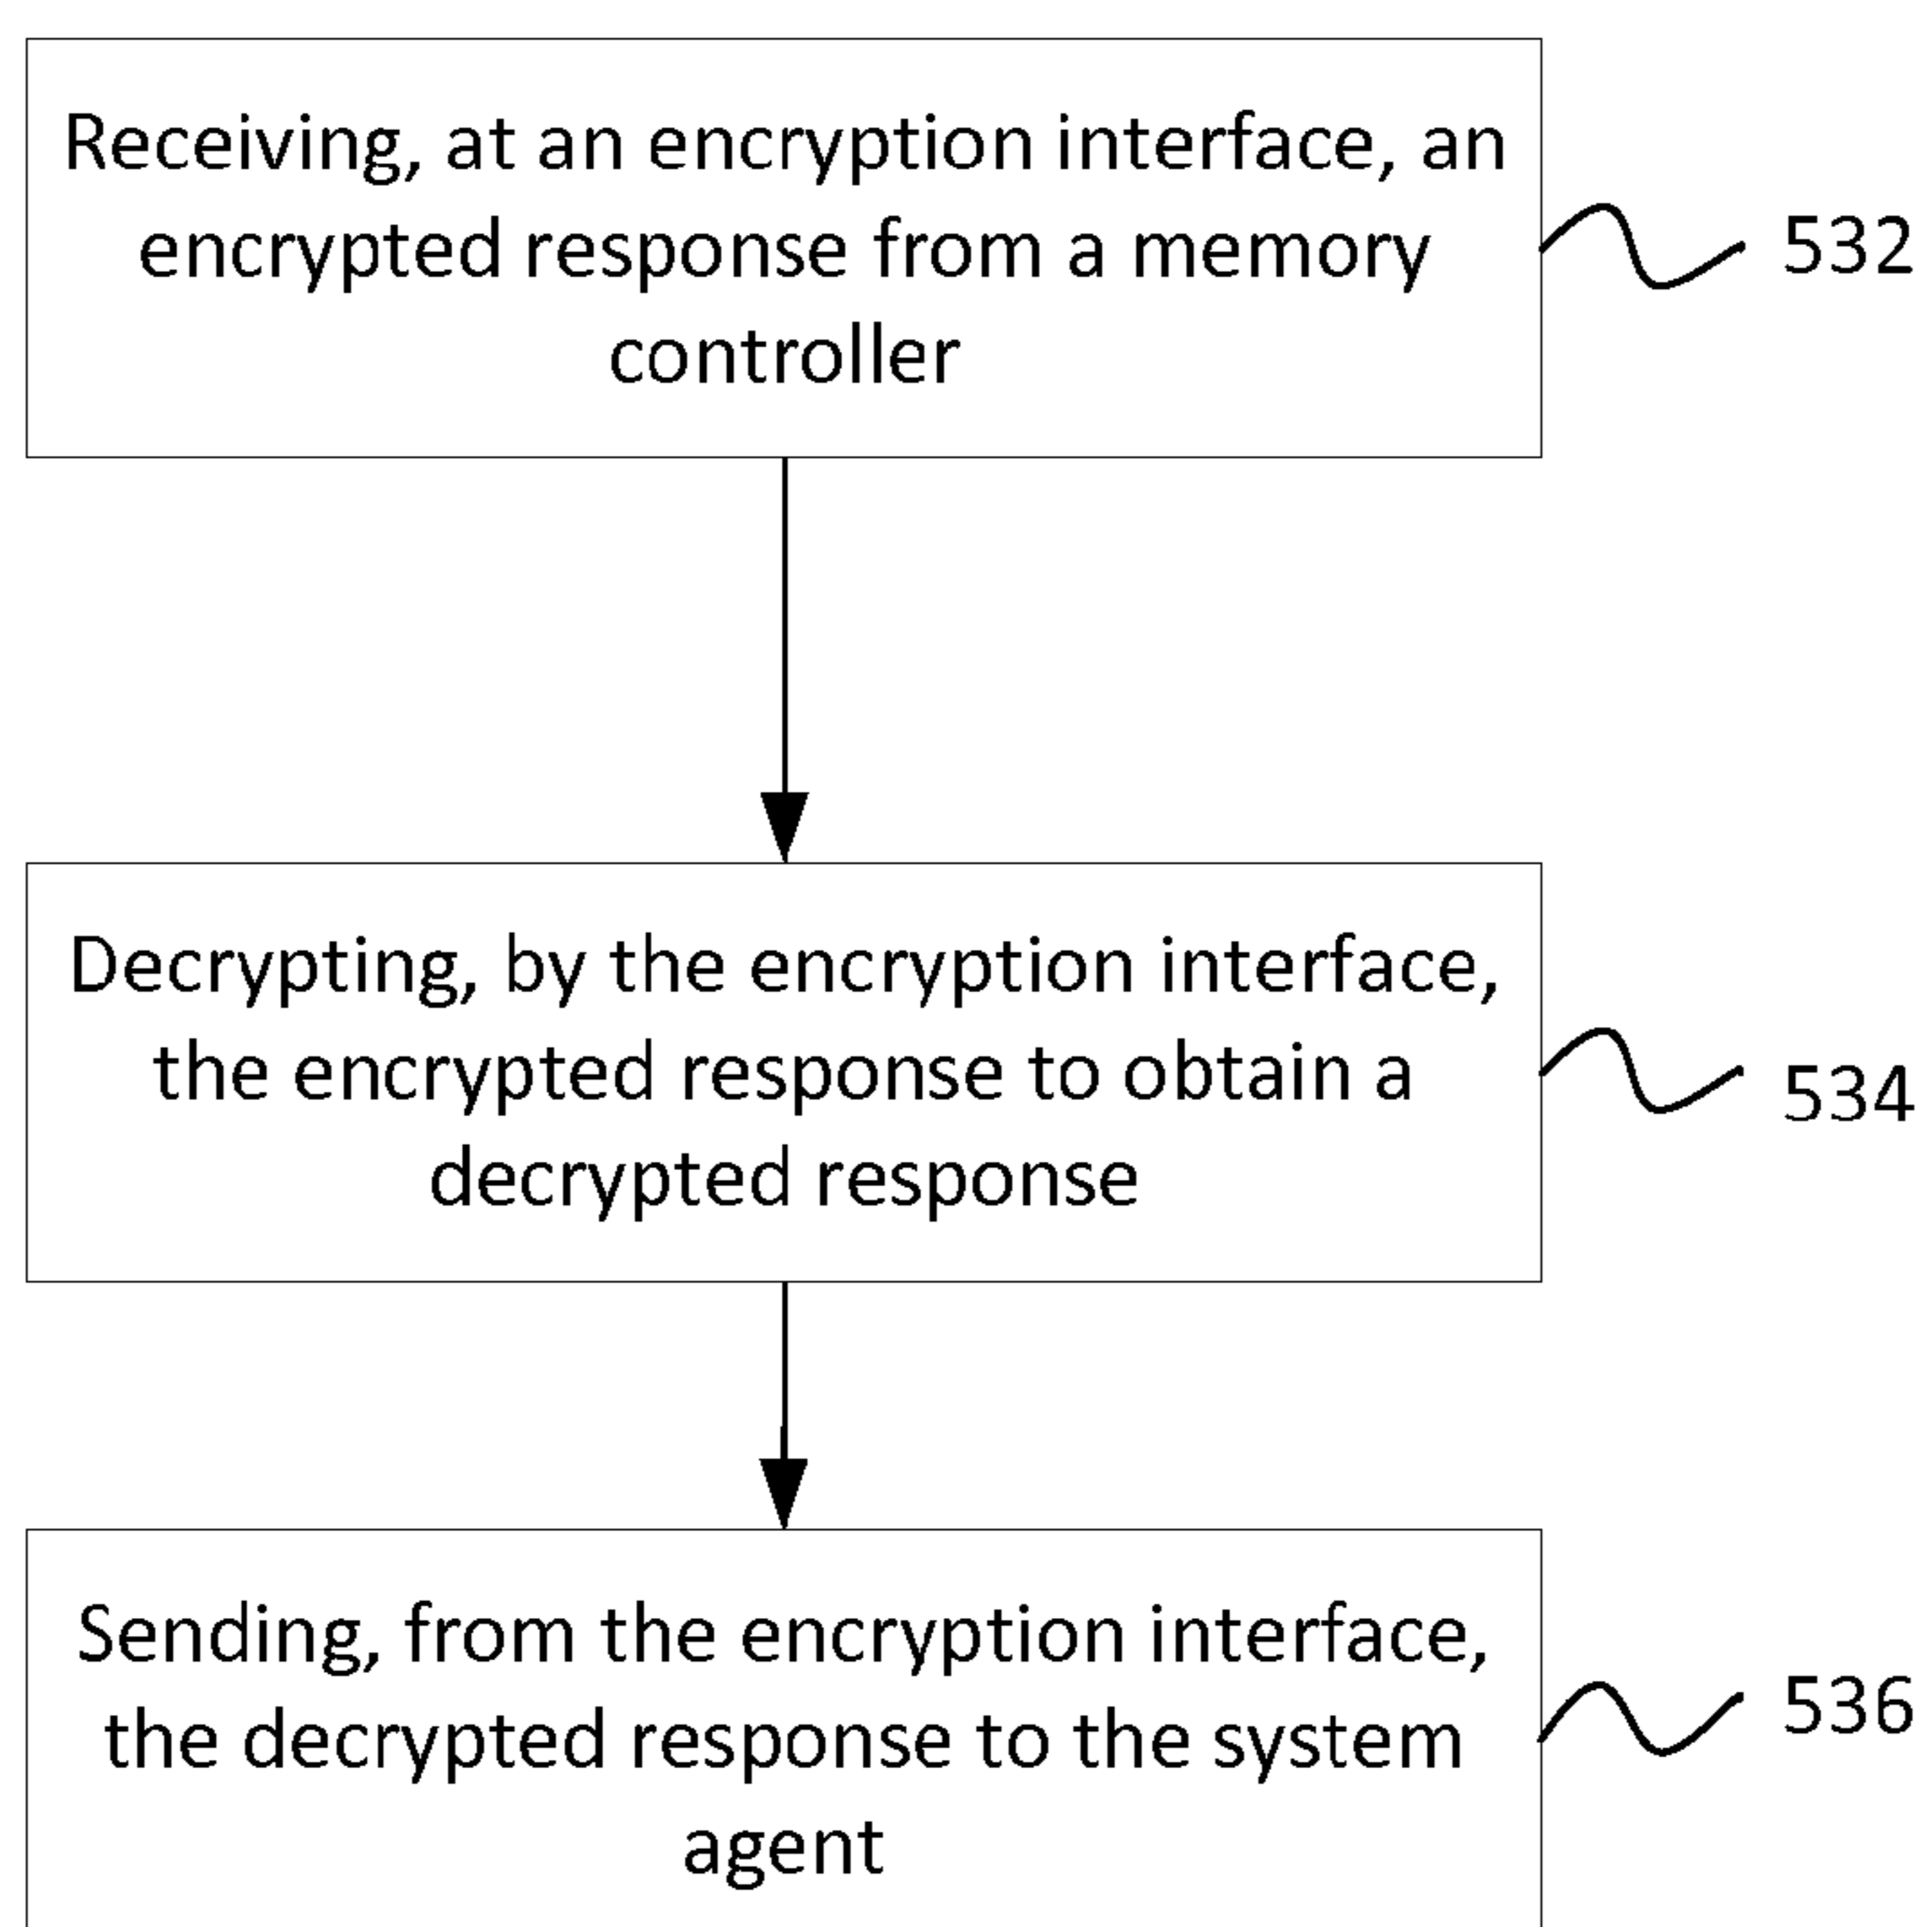 Receiving, at an encryption interface, an
encrypted response from a memory
controller
532
Decrypting, by the encryption interface,
the encrypted response to obtain a
decrypted response
534
Sending, from the encryption interface,
the decrypted response to the system
agent
536